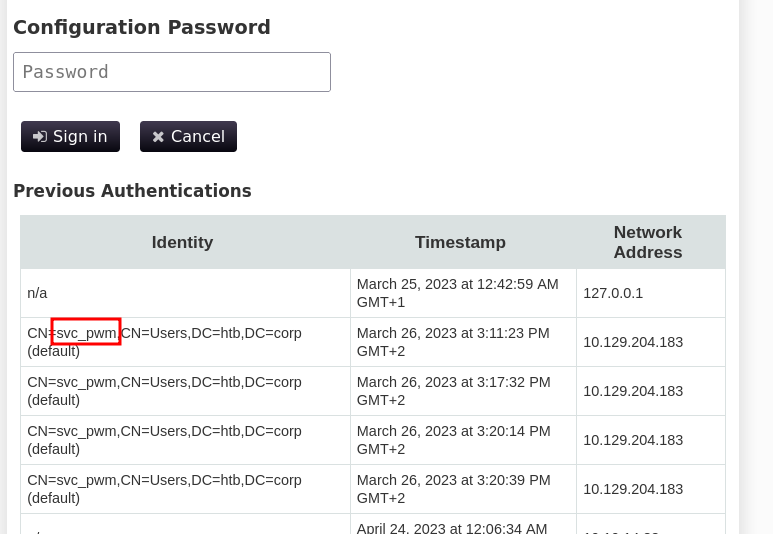 Configuration Password
Password
Sign in
Cancel
Previous Authentications
Identity
Timestamp
Network
Address
n/a
March 25, 2023 at 12:42:59 AM
GMT+1
127.0.0.1
CN=svc_pwm,CN=Users,DC=htb,DC=corp
(default)
March 26, 2023 at 3:11:23 PM
GMT+2
10.129.204.183
CN=svc_pwm,CN=Users,DC=htb,DC=corp
(default)
March 26, 2023 at 3:17:32 PM
GMT+2
10.129.204.183
CN=svc_pwm,CN=Users,DC=htb,DC=corp
(default)
March 26, 2023 at 3:20:14 PM
GMT+2
10.129.204.183
CN=svc_pwm,CN=Users,DC=htb,DC=corp
(default)
March 26, 2023 at 3:20:39 PM
GMT+2
10.129.204.183
April 24, 2023 at 12:06:34 AM